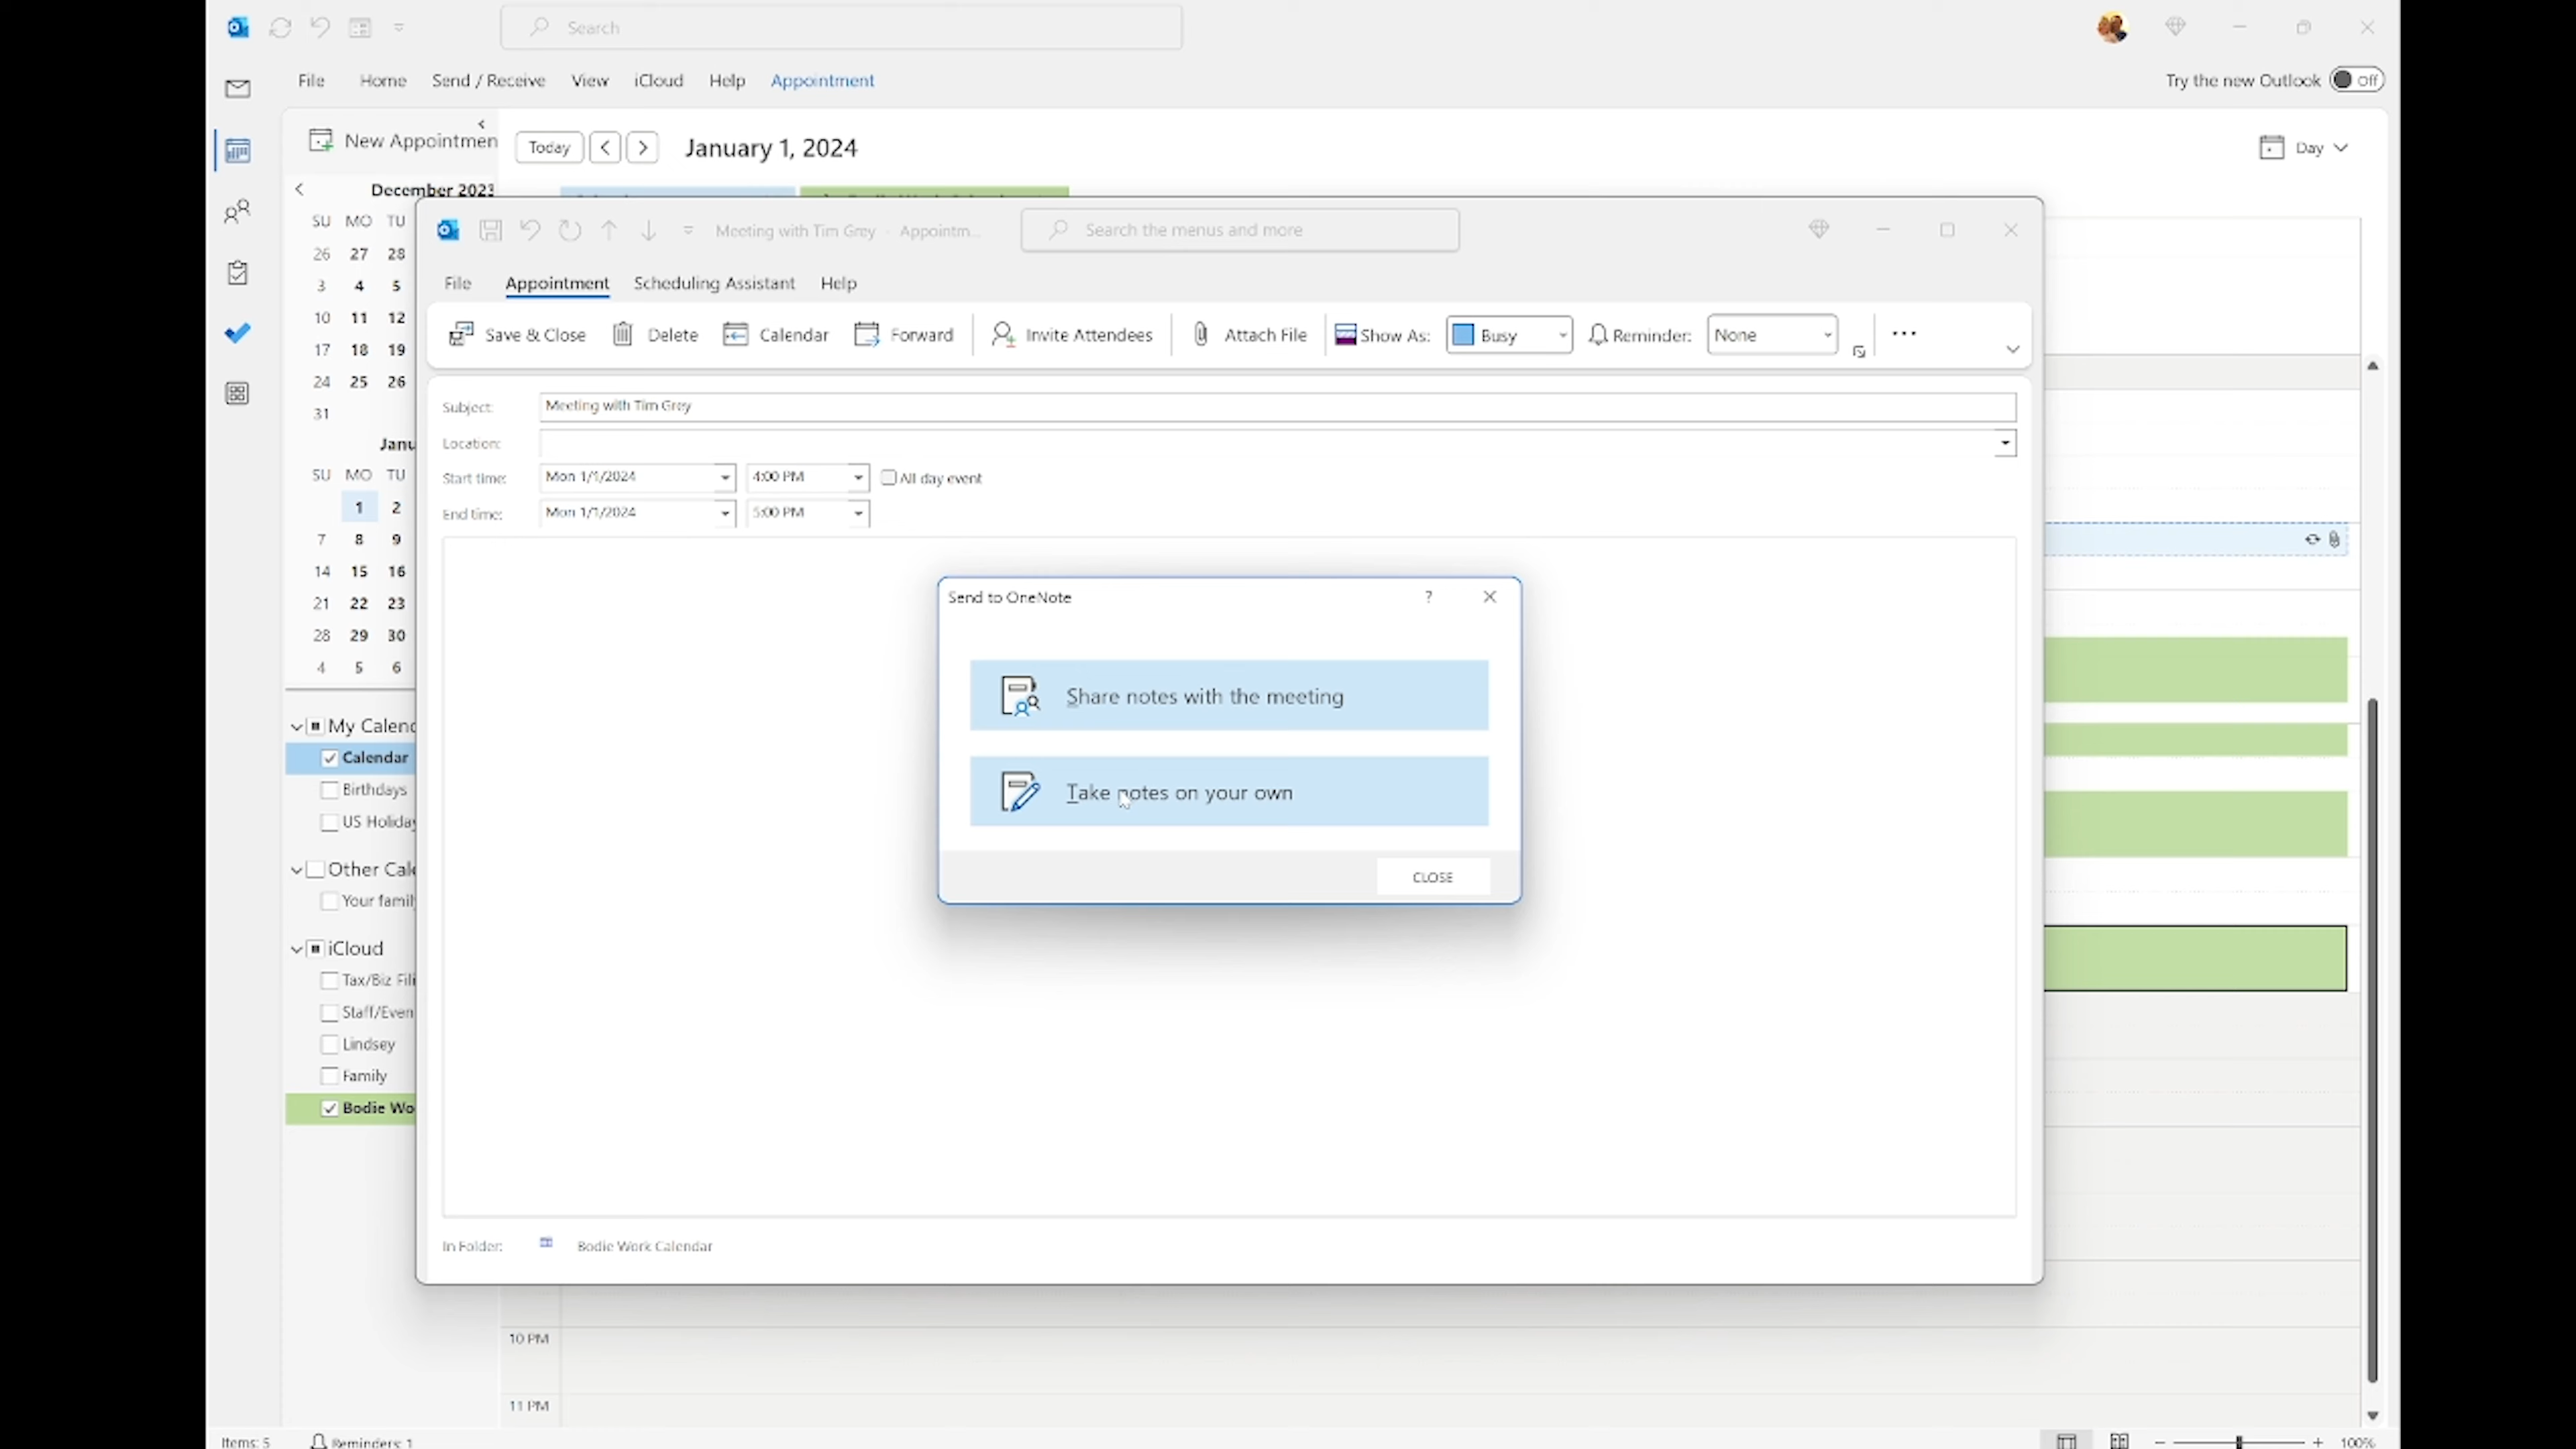 Search
File Home Send / Receive View iCloud Help Appointment Try the new Outlook Off
New Appointmen Today January 1, 2024 Day
December 2023
SU MO TU
26 27 28
3 4 5
10 11 12
17 18 19
24 25 26
31
Janu
SU MO TU
1 2
7 8 9
14 15 16
21 22 23
28 29 30
4 5 6
My Calend
Calendar
Birthdays
US Holiday
Other Cale
Your family
iCloud
Tax/Biz Fili
Staff/Even
Lindsey
Family
Bodie Wo
Meeting with Tim Grey - Appointm... Search the menus and more
File Appointment Scheduling Assistant Help
Save & Close Delete Calendar Forward Invite Attendees Attach File Show As: Busy Reminder: None ...
Subject: Meeting with Tim Grey
Location:
Start time: Mon 1/1/2024 4:00 PM All day event
End time: Mon 1/1/2024 5:00 PM
Send to OneNote ?
Share notes with the meeting
Take notes on your own
CLOSE
In Folder: Bodie Work Calendar
10 PM
11 PM
Items: 5 Reminders: 1 100%